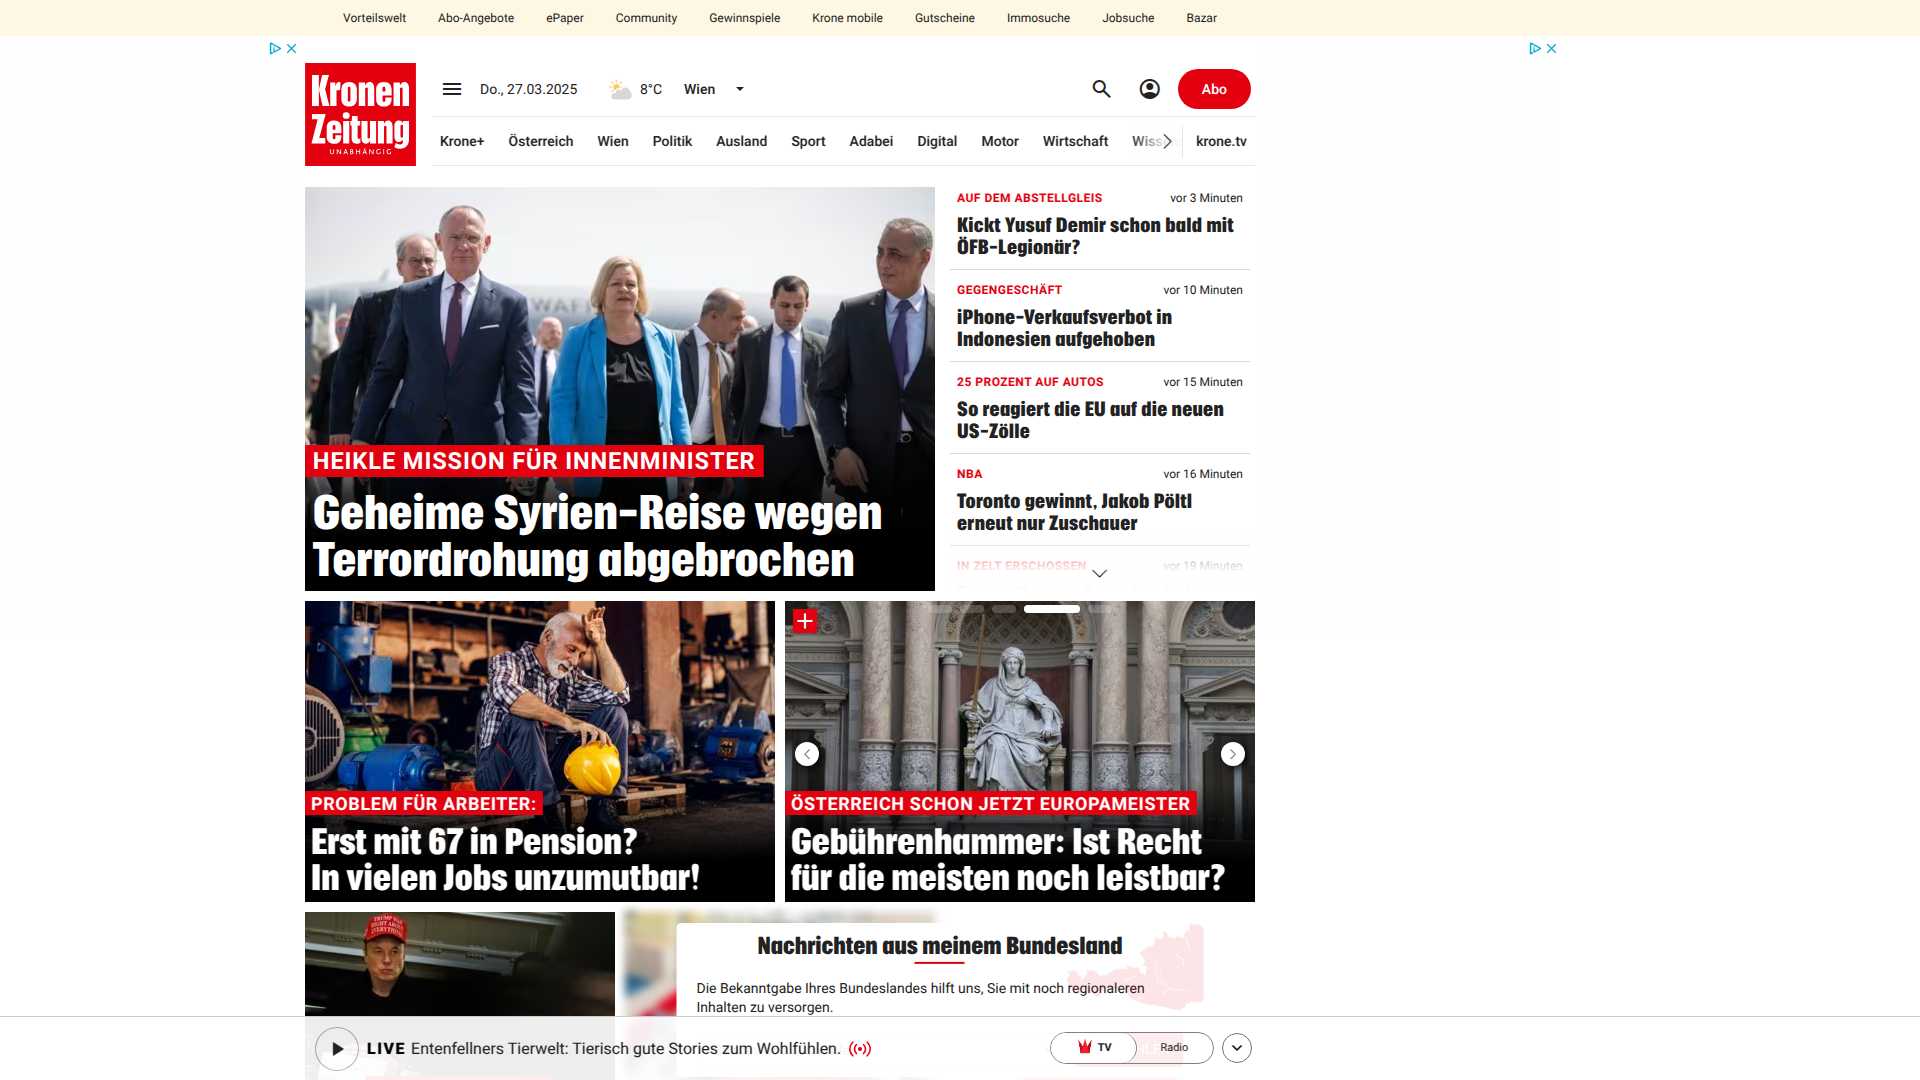 Vorteilswelt Abo-Angebote ePaper Community Gewinnspiele Krone mobile Gutscheine Immosuche Jobsuche Bazar
Kronen
Zeitung
UNABHÄNGIG
Do., 27.03.2025 8°C Wien
Abo
Krone+ Österreich Wien Politik Ausland Sport Adabei Digital Motor Wirtschaft Wiss krone.tv
HEIKLE MISSION FÜR INNENMINISTER
Geheime Syrien-Reise wegen
Terrordrohung abgebrochen
AUF DEM ABSTELLGLEIS vor 3 Minuten
Kickt Yusuf Demir schon bald mit
ÖFB-Legionär?
GEGENGESCHÄFT vor 10 Minuten
iPhone-Verkaufsverbot in
Indonesien aufgehoben
25 PROZENT AUF AUTOS vor 15 Minuten
So reagiert die EU auf die neuen
US-Zölle
NBA vor 16 Minuten
Toronto gewinnt, Jakob Pöltl
erneut nur Zuschauer
IN ZELT ERSCHOSSEN vor 19 Minuten
PROBLEM FÜR ARBEITER:
Erst mit 67 in Pension?
In vielen Jobs unzumutbar!
ÖSTERREICH SCHON JETZT EUROPAMEISTER
Gebührenhammer: Ist Recht
für die meisten noch leistbar?
TRUMP WAS
RIGHT ABOUT
EVERYTHING
Nachrichten aus meinem Bundesland
Die Bekanntgabe Ihres Bundeslandes hilft uns, Sie mit noch regionaleren
Inhalten zu versorgen.
LIVE Entenfellners Tierwelt: Tierisch gute Stories zum Wohlfühlen.
TV Radio